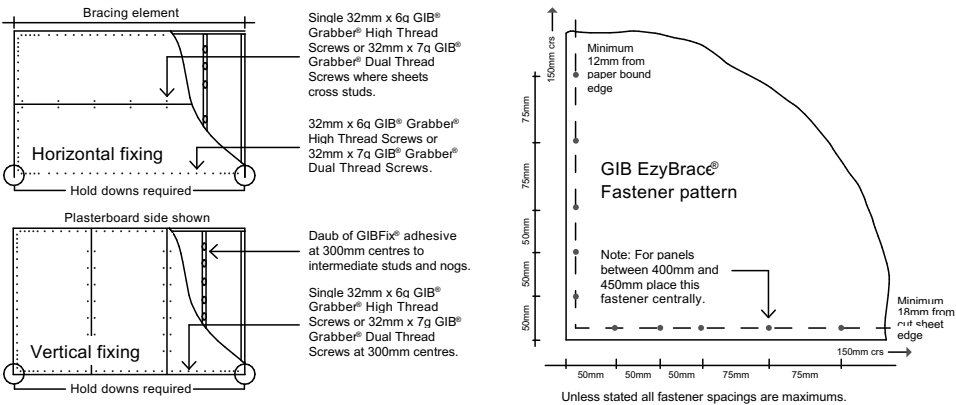 Bracing element
Single 32mm x 6g GIB®
Grabber® High Thread
Screws or 32mm x 7g GIB®
Grabber® Dual Thread
Screws where sheets
cross studs.
32mm x 6g GIB® Grabber®
High Thread Screws or
32mm x 7g GIB® Grabber®
Dual Thread Screws.
Horizontal fixing
Hold downs required
Plasterboard side shown
Daub of GIBFix® adhesive
at 300mm centres to
intermediate studs and nogs.
Single 32mm x 6g GIB®
Grabber® High Thread
Screws or 32mm x 7g GIB®
Grabber® Dual Thread
Screws at 300mm centres.
Vertical fixing
Hold downs required
150mm crs
75mm
75mm
50mm
50mm
50mm
Minimum
12mm from
paper bound
edge
GIB EzyBrace®
Fastener pattern
Note: For panels
between 400mm and
450mm place this
fastener centrally.
Minimum
18mm from
cut sheet
edge
150mm crs
50mm
50mm
50mm
75mm
75mm
Unless stated all fastener spacings are maximums.